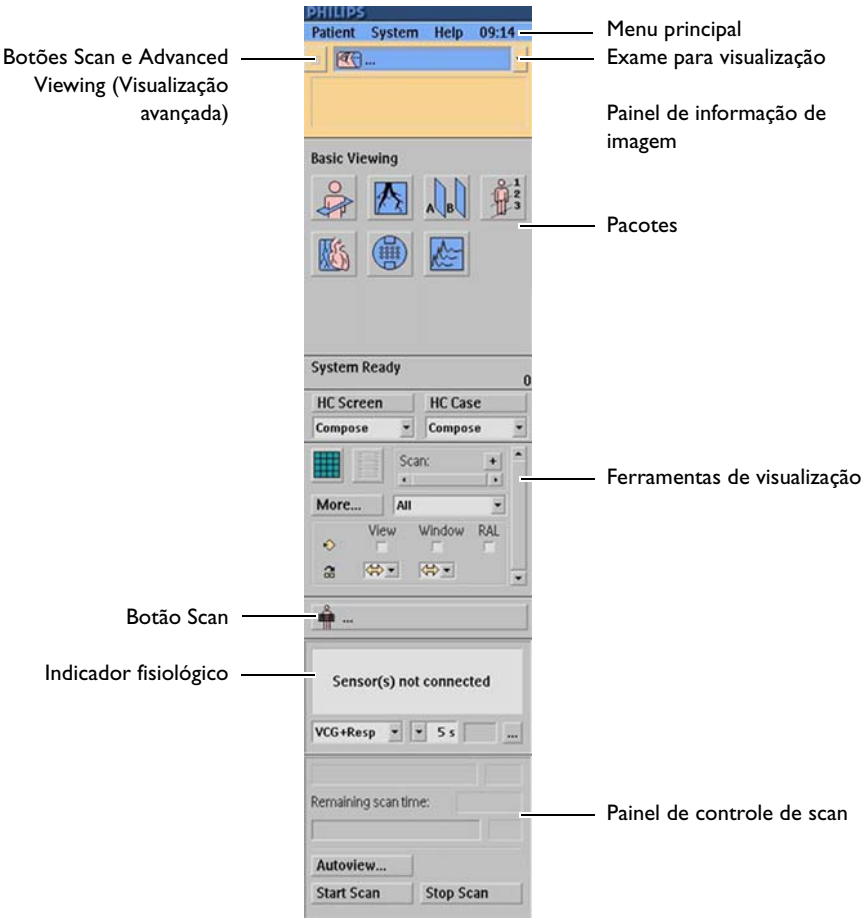 PHILIPS
Patient System Help 09:14
Menu principal
Botões Scan e Advanced
Viewing (Visualização
avançada)
...
Exame para visualização
Painel de informação de
imagem
Basic Viewing
A B
1
2
3
Pacotes
System Ready
0
HC Screen HC Case
Compose Compose
Scan:
+
Ferramentas de visualização
More... All
View Window RAL
Botão Scan
...
Indicador fisiológico
Sensor(s) not connected
VCG+Resp 5 s ...
Remaining scan time:
Painel de controle de scan
Autoview...
Start Scan Stop Scan